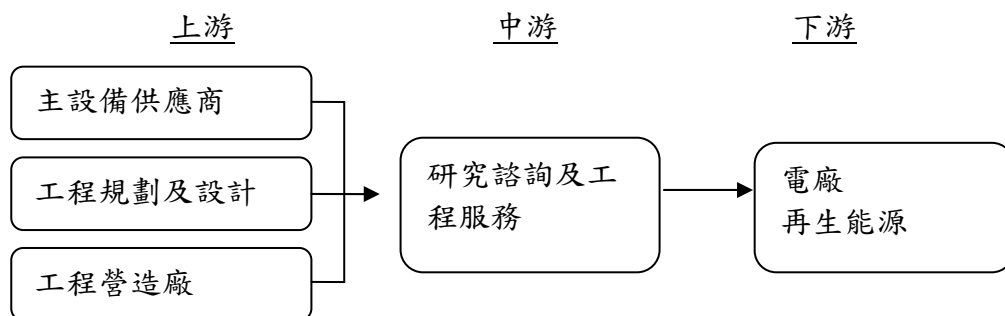 上游 中游 下游
主設備供應商
工程規劃及設計
工程營造廠
研究諮詢及工
程服務
電廠
再生能源